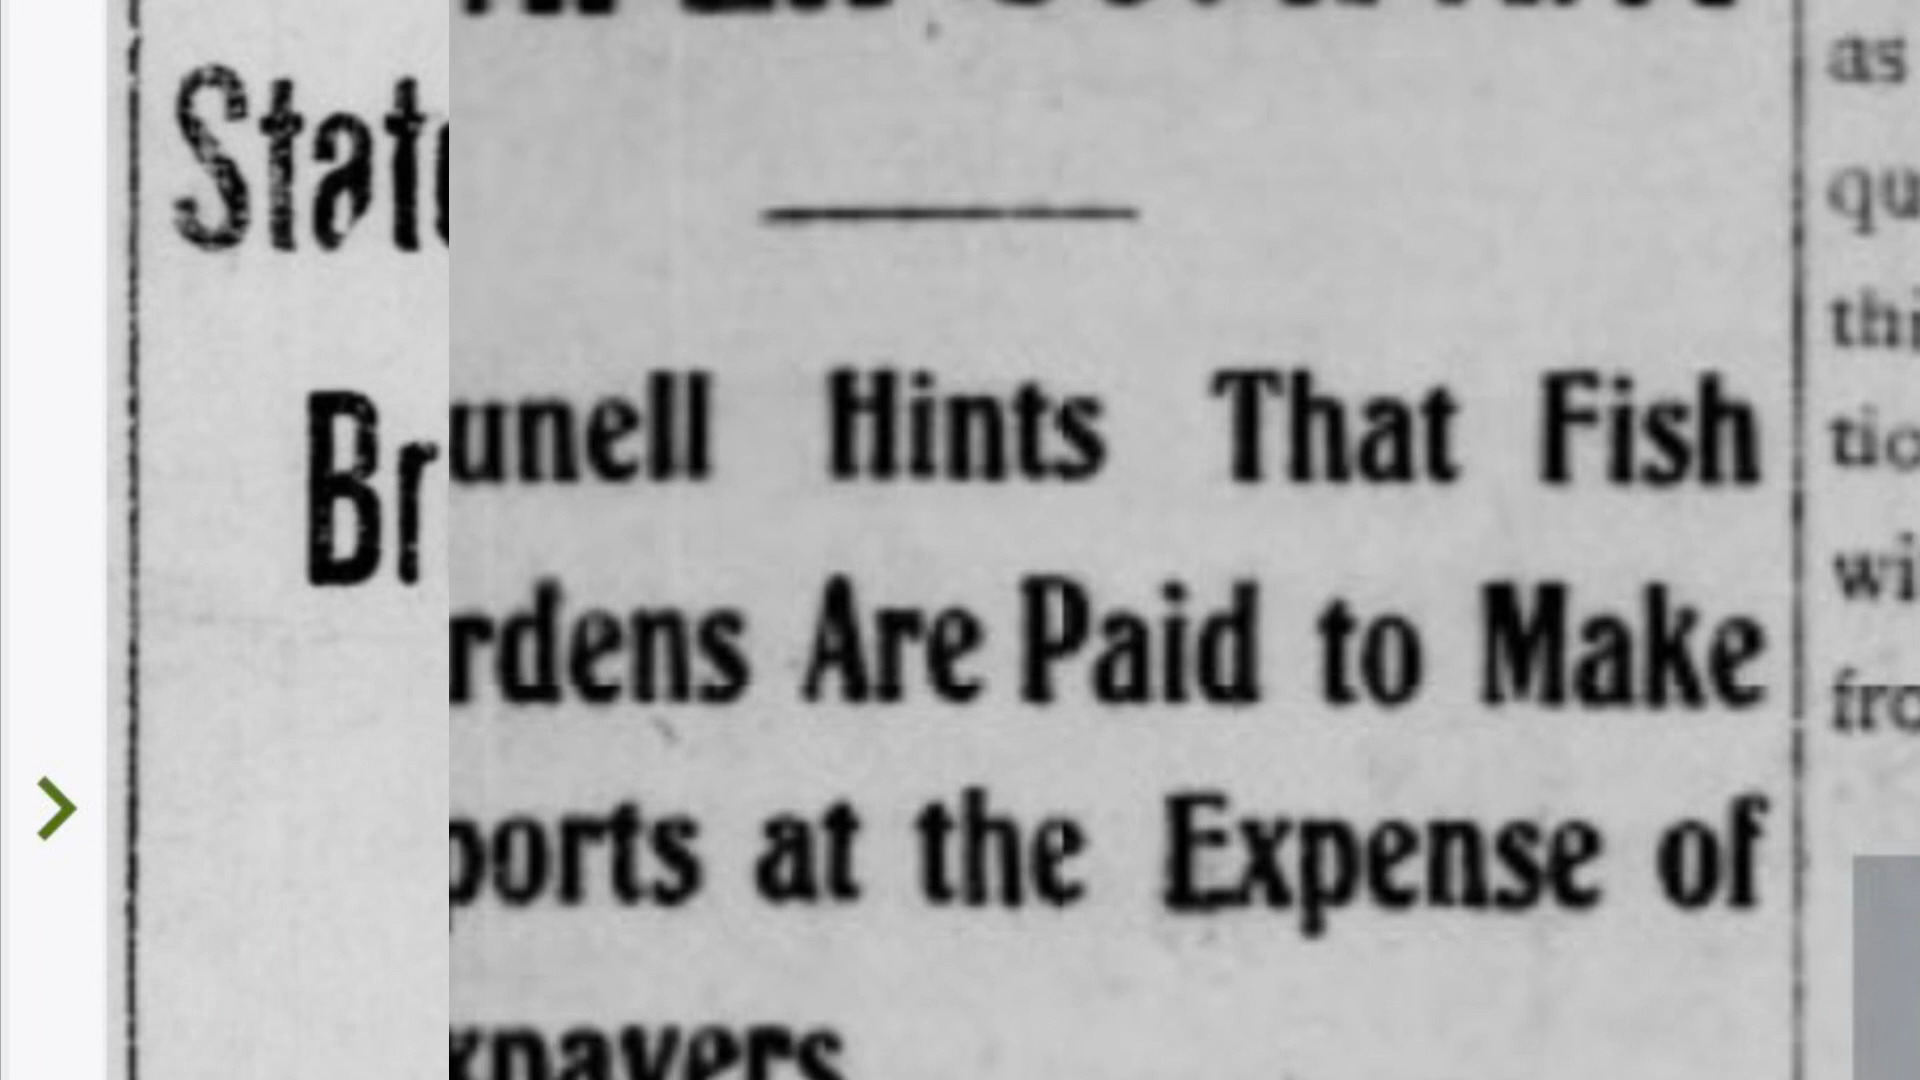 State
Br
unell Hints That Fish
rdens Are Paid to Make
ports at the Expense of
xpayers
as
qu
thi
tio
wi
fro